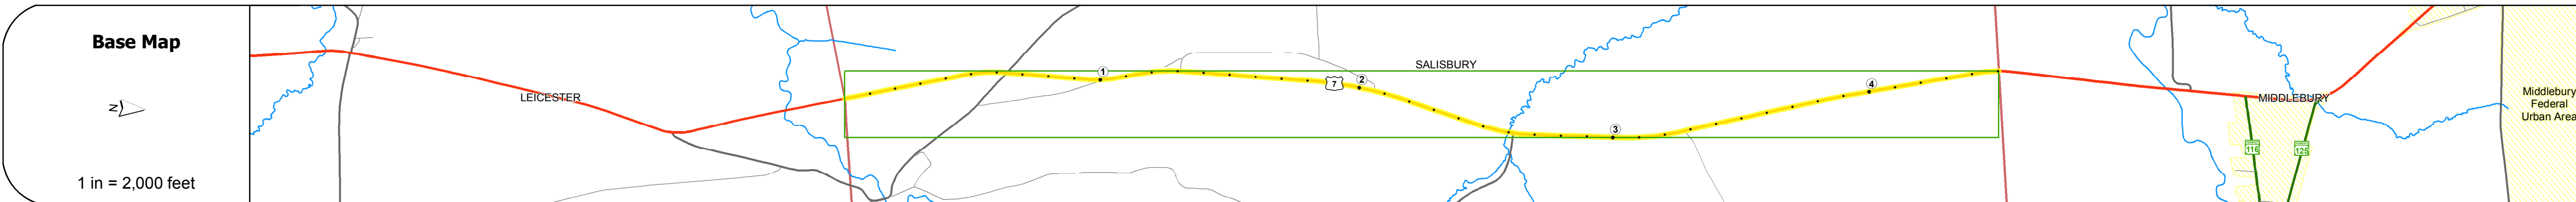 Base Map
N
1 in = 2,000 feet
LEICESTER
1
7
2
SALISBURY
3
4
MIDDLEBURY
116
125
Middlebury
Federal
Urban Area